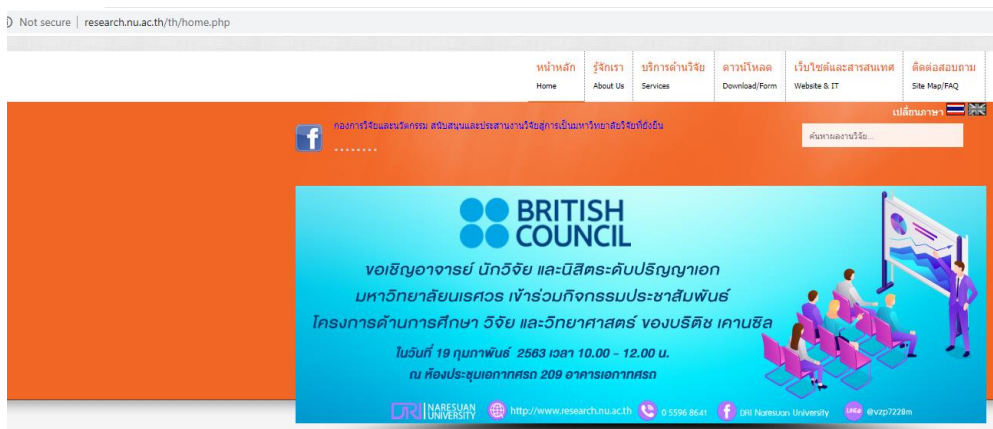 Not secure | research.nu.ac.th/th/home.php
หน้าหลัก รู้จักเรา บริการด้านวิจัย ดาวน์โหลด เว็บไซต์และสารสนเทศ ติดต่อสอบถาม
Home About Us Services Download/Form Website & IT Site Map/FAQ
เปลี่ยนภาษา
กองการวิจัยและนวัตกรรม สนับสนุนและประสานงานวิจัยสู่การเป็นมหาวิทยาลัยวิจัยที่ยั่งยืน
ค้นหาผลงานวิจัย...
BRITISH
COUNCIL
ขอเชิญอาจารย์ นักวิจัย และนิสิตระดับปริญญาเอก
มหาวิทยาลัยนเรศวร เข้าร่วมกิจกรรมประชาสัมพันธ์
โครงการด้านการศึกษา วิจัย และวิทยาศาสตร์ ของบริติช เคานซิล
ในวันที่ 19 กุมภาพันธ์ 2563 เวลา 10.00 - 12.00 น.
ณ ห้องประชุมเอกาทศรถ 209 อาคารเอกาทศรถ
DRI NARESUAN UNIVERSITY http://www.research.nu.ac.th 0 5596 8641 DRI Naresuan University LINE @vzp7228m